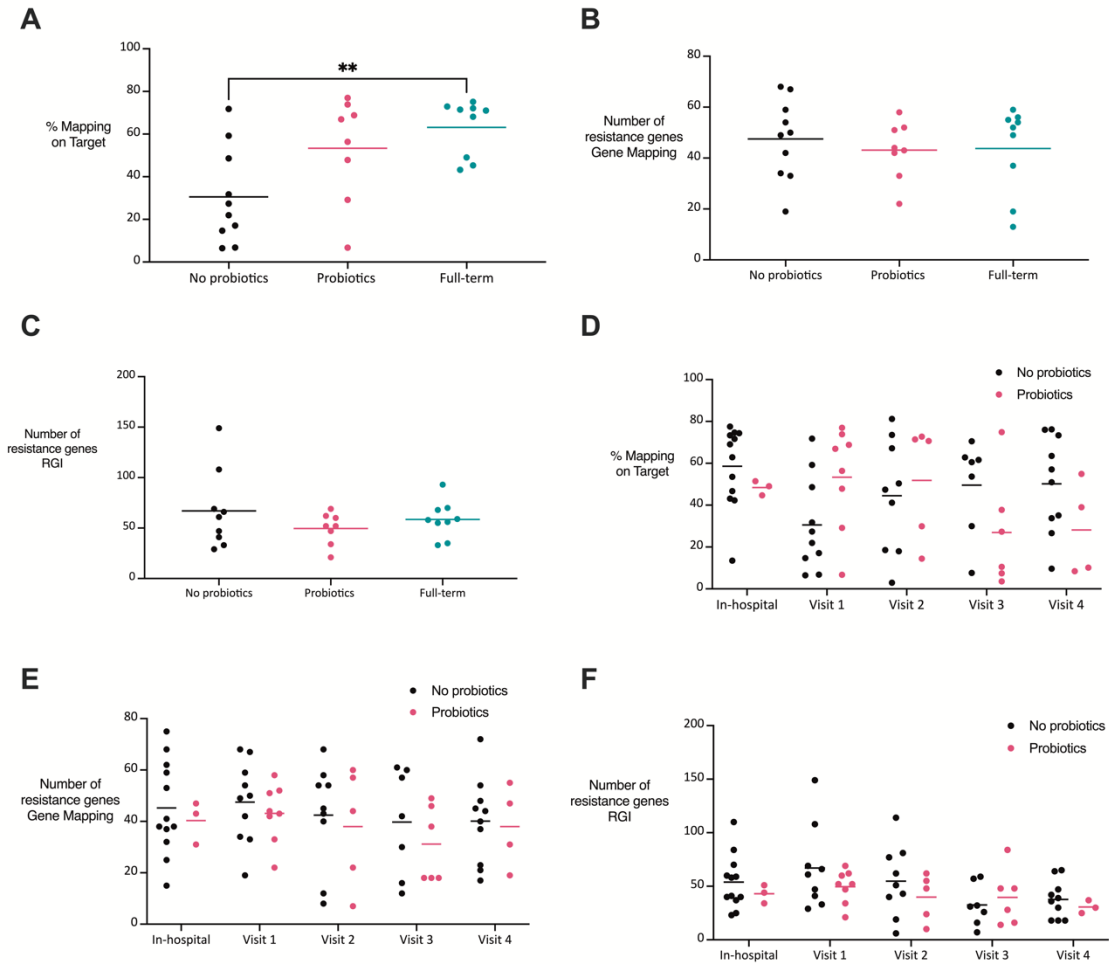 A
100
80
60
40
20
0
% Mapping
on Target
**
No probiotics
Probiotics
Full-term
B
80
60
40
20
0
Number of
resistance genes
Gene Mapping
No probiotics
Probiotics
Full-term
C
200
150
100
50
0
Number of
resistance genes
RGI
No probiotics
Probiotics
Full-term
D
No probiotics
Probiotics
100
80
60
40
20
0
% Mapping
on Target
In-hospital
Visit 1
Visit 2
Visit 3
Visit 4
E
No probiotics
Probiotics
80
60
40
20
0
Number of
resistance genes
Gene Mapping
In-hospital
Visit 1
Visit 2
Visit 3
Visit 4
F
No probiotics
Probiotics
200
150
100
50
0
Number of
resistance genes
RGI
In-hospital
Visit 1
Visit 2
Visit 3
Visit 4